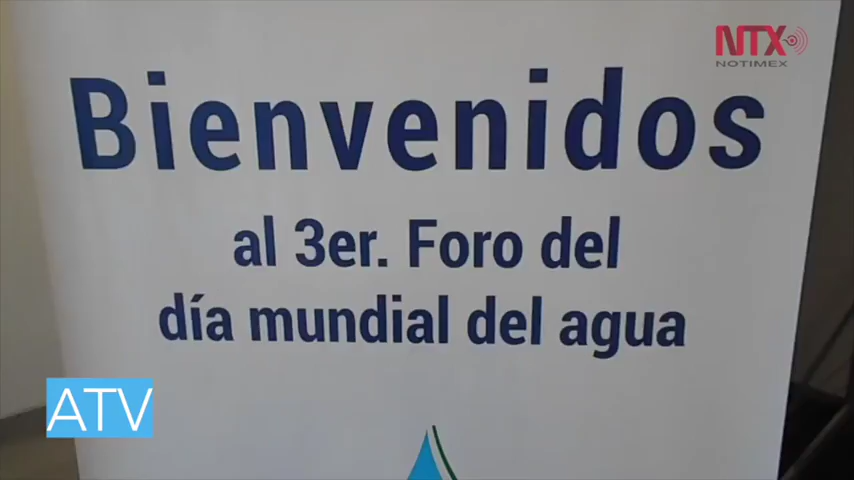 NTX
NOTIMEX
Bienvenidos
al 3er. Foro del
día mundial del agua
ATV